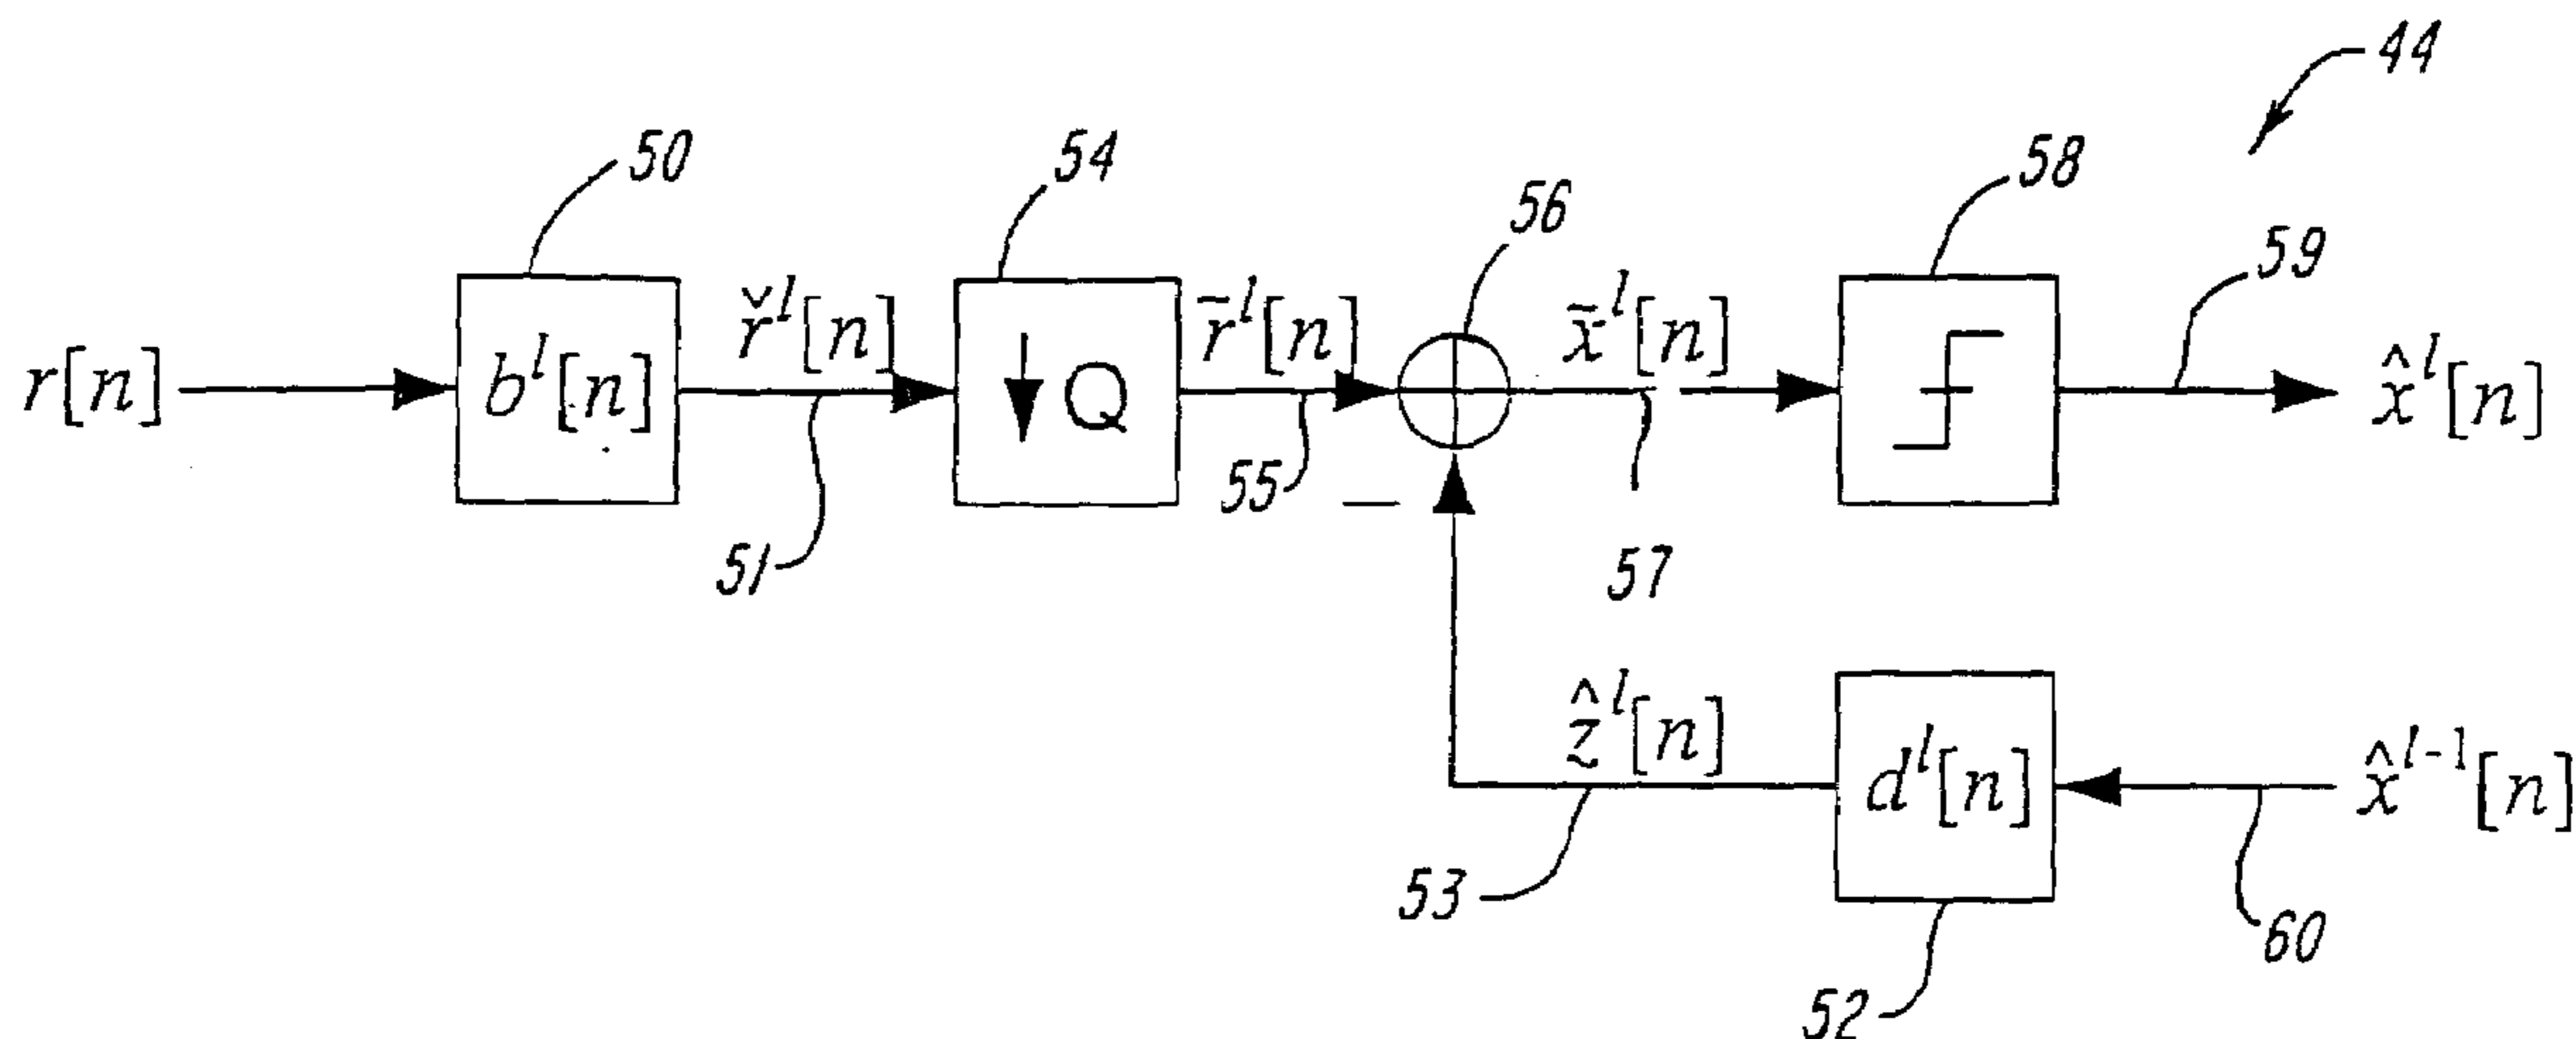 44
50
54
56
58
59
r[n]
b^l[n]
ř^l[n]
↓Q
r̃^l[n]
x̃^l[n]
x̂^l[n]
51
55
−
57
ẑ^l[n]
d^l[n]
x̂^{l-1}[n]
53
52
60